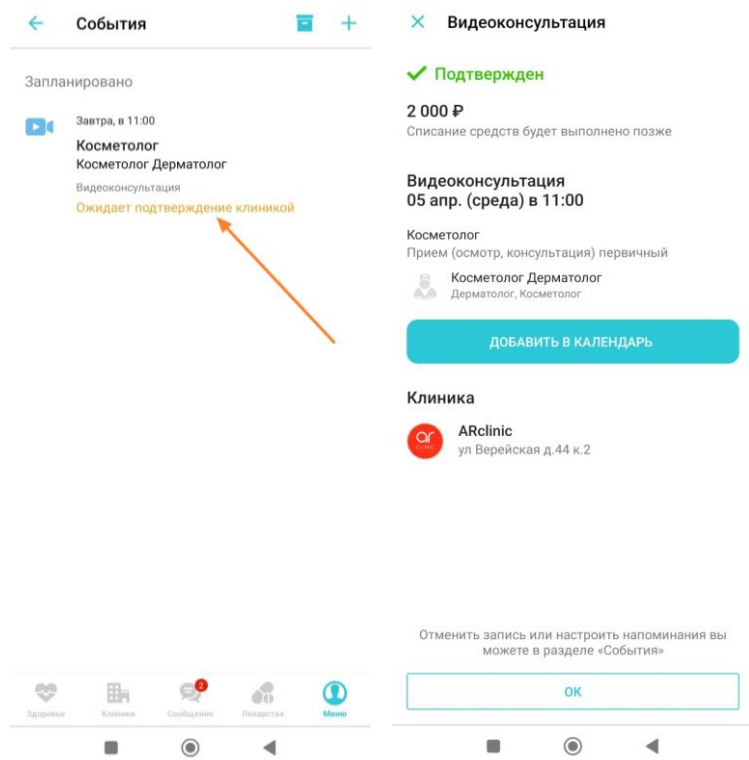 События
Запланировано
Завтра, в 11:00
Косметолог
Косметолог Дерматолог
Видеоконсультация
Ожидает подтверждение клиникой
2
Здоровье
Клиники
Сообщения
Лекарства
Меню
Видеоконсультация
Подтвержден
2 000 ₽
Списание средств будет выполнено позже
Видеоконсультация
05 апр. (среда) в 11:00
Косметолог
Прием (осмотр, консультация) первичный
Косметолог Дерматолог
Дерматолог, Косметолог
ДОБАВИТЬ В КАЛЕНДАРЬ
Клиника
ar
CLINIC
ARclinic
ул Верейская д.44 к.2
Отменить запись или настроить напоминания вы
можете в разделе «События»
ОК